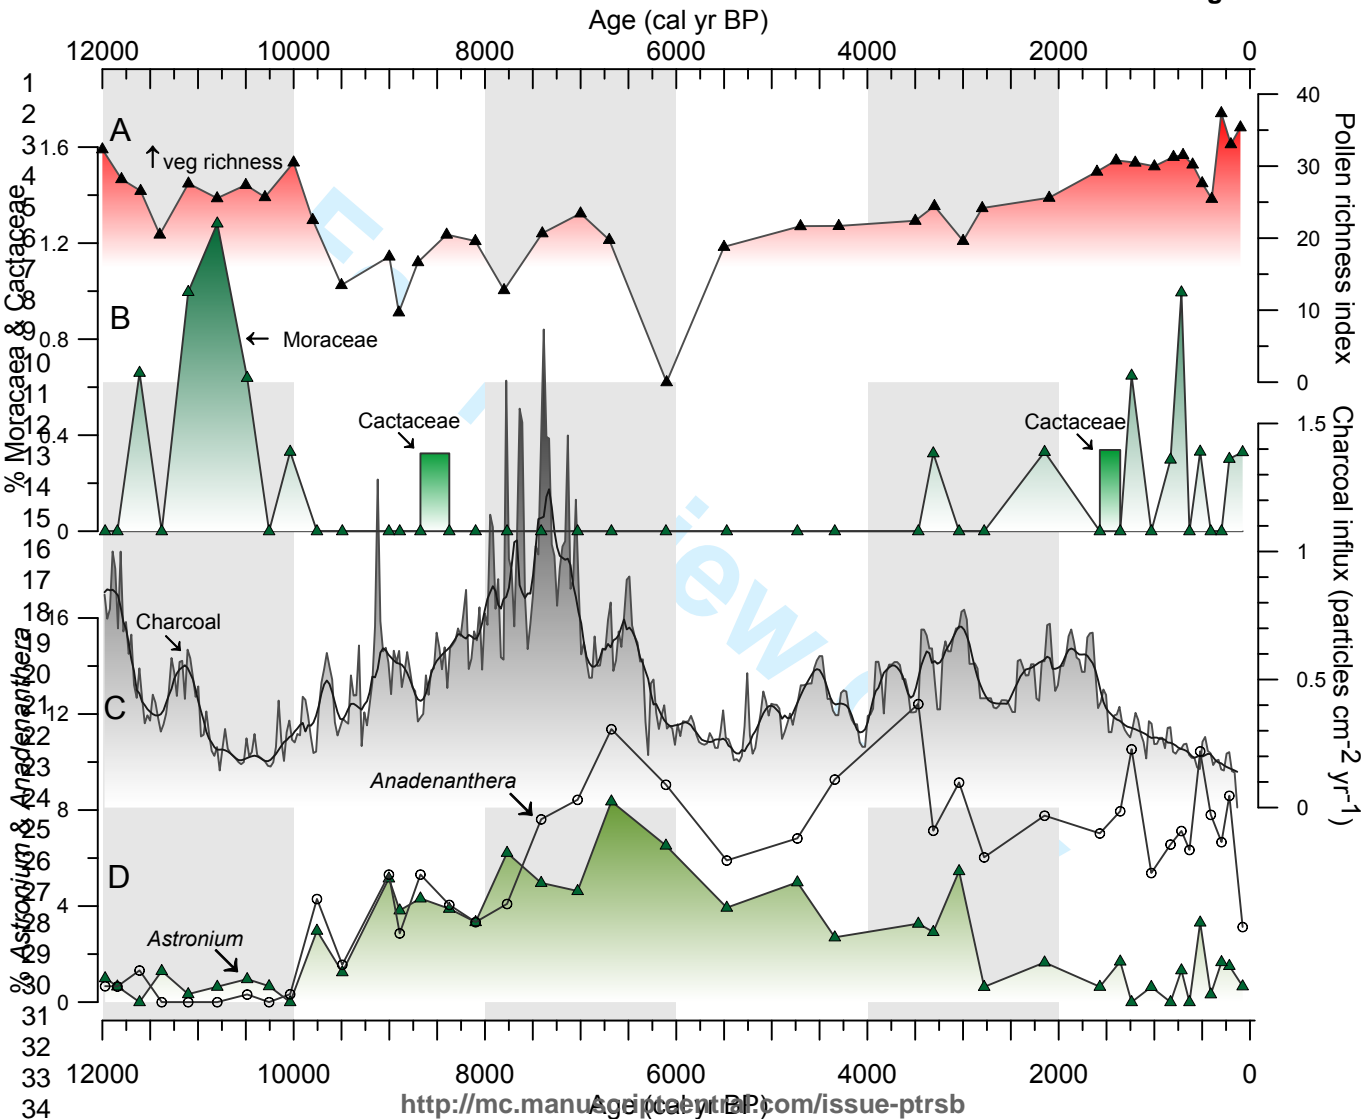 Age (cal yr BP)
12000 10000 8000 6000 4000 2000 0
1
2
3
4
5
6
7
8
9
10
11
12
13
14
15
16
17
18
19
20
21
22
23
24
25
26
27
28
29
30
31
32
33
34
A
↑ veg richness
40
30
20
10
0
Pollen richness index
B
← Moraceae
Cactaceae
Cactaceae
1.6
1.2
0.8
0.4
0
% Moracaea & Cactaceae
Charcoal
C
1.5
1
0.5
0
Charcoal influx (particles cm-2 yr-1)
Anadenanthera
D
Astronium
16
12
8
4
0
% Astronium & Anadenanthera
12000 10000 8000 6000 4000 2000 0
Age (cal yr BP)
http://mc.manuscriptcentral.com/issue-ptrsb